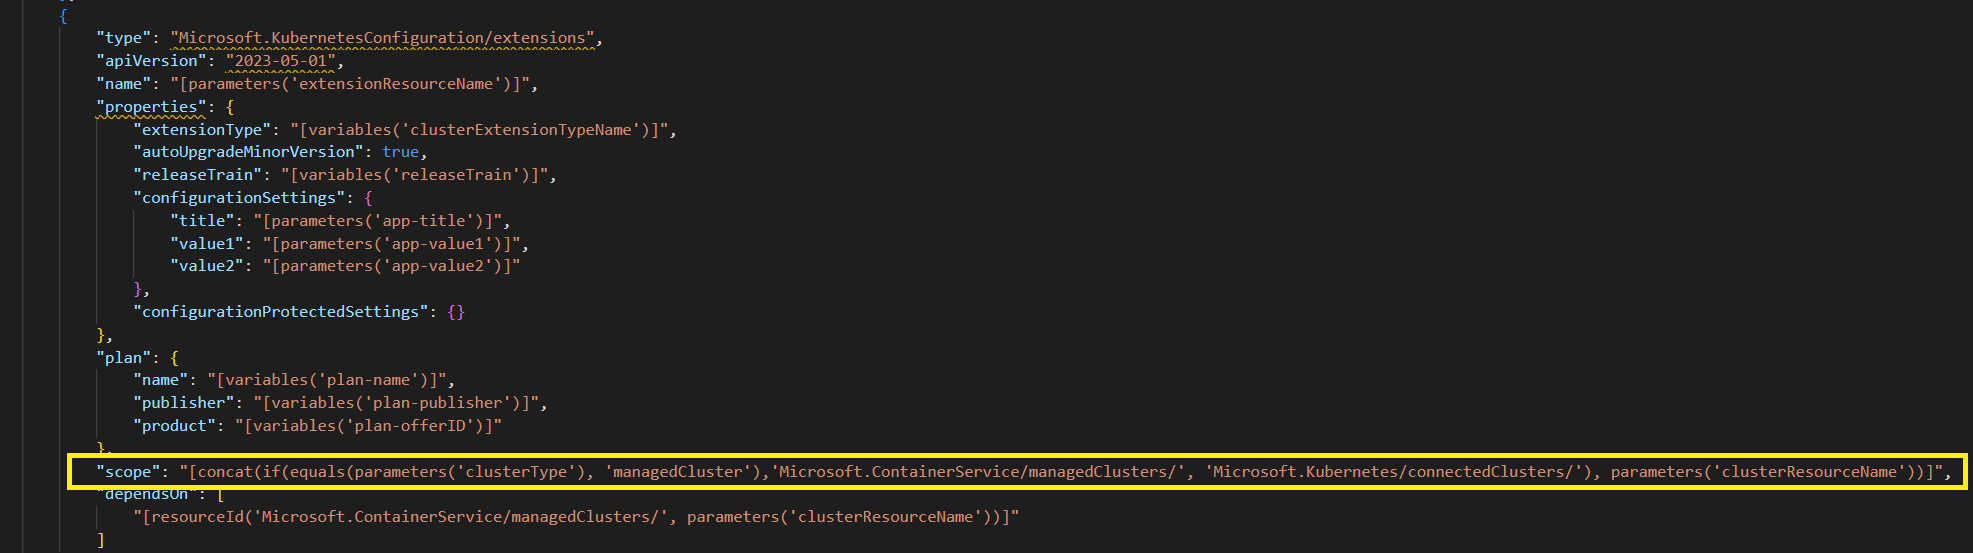 {
"type": "Microsoft.KubernetesConfiguration/extensions",
"apiVersion": "2023-05-01",
"name": "[parameters('extensionResourceName')]",
"properties": {
"extensionType": "[variables('clusterExtensionTypeName')]",
"autoUpgradeMinorVersion": true,
"releaseTrain": "[variables('releaseTrain')]",
"configurationSettings": {
"title": "[parameters('app-title')]",
"value1": "[parameters('app-value1')]",
"value2": "[parameters('app-value2')]"
},
"configurationProtectedSettings": {}
},
"plan": {
"name": "[variables('plan-name')]",
"publisher": "[variables('plan-publisher')]",
"product": "[variables('plan-offerID')]"
},
"scope": "[concat(if(equals(parameters('clusterType'), 'managedCluster'),'Microsoft.ContainerService/managedClusters/', 'Microsoft.Kubernetes/connectedClusters/'), parameters('clusterResourceName'))]",
"dependsOn": [
"[resourceId('Microsoft.ContainerService/managedClusters/', parameters('clusterResourceName'))]"
]